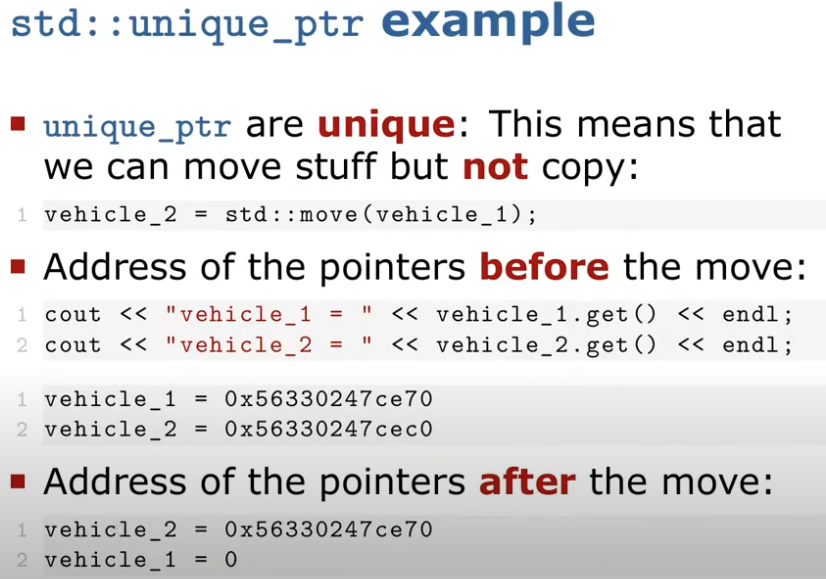 std::unique_ptr example
unique_ptr are unique: This means that
we can move stuff but not copy:
1 vehicle_2 = std::move(vehicle_1);
Address of the pointers before the move:
1 cout << "vehicle_1 = " << vehicle_1.get() << endl;
2 cout << "vehicle_2 = " << vehicle_2.get() << endl;
1 vehicle_1 = 0x56330247ce70
2 vehicle_2 = 0x56330247cec0
Address of the pointers after the move:
1 vehicle_2 = 0x56330247ce70
2 vehicle_1 = 0